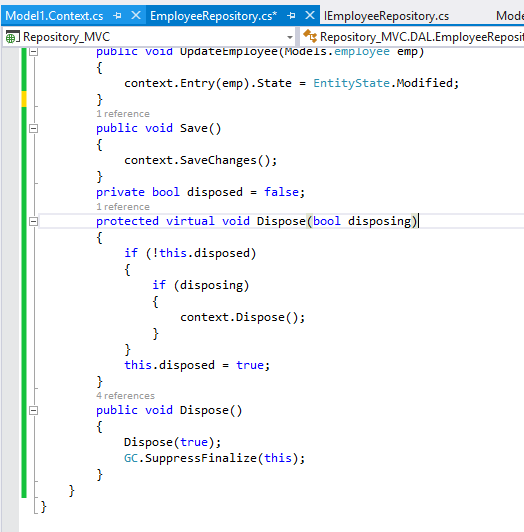 Model1.Context.cs EmployeeRepository.cs* IEmployeeRepository.cs
Repository_MVC Repository_MVC.DAL.EmployeeReposit
public void UpdateEmployee(Models.employee emp)
{
context.Entry(emp).State = EntityState.Modified;
}
1 reference
public void Save()
{
context.SaveChanges();
}
private bool disposed = false;
1 reference
protected virtual void Dispose(bool disposing)
{
if (!this.disposed)
{
if (disposing)
{
context.Dispose();
}
}
this.disposed = true;
}
4 references
public void Dispose()
{
Dispose(true);
GC.SuppressFinalize(this);
}
}
}